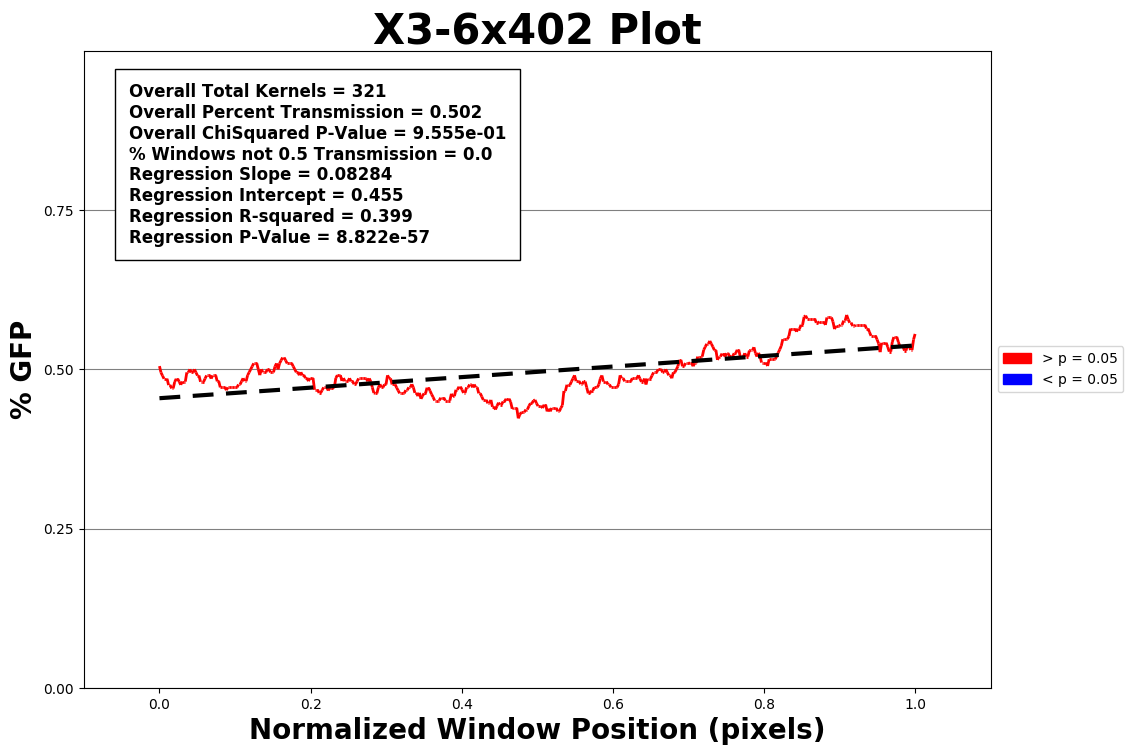 X3-6x402 Plot
Overall Total Kernels = 321
Overall Percent Transmission = 0.502
Overall ChiSquared P-Value = 9.555e-01
% Windows not 0.5 Transmission = 0.0
Regression Slope = 0.08284
Regression Intercept = 0.455
Regression R-squared = 0.399
Regression P-Value = 8.822e-57
% GFP
0.75
0.50
0.25
0.00
> p = 0.05
< p = 0.05
0.0 0.2 0.4 0.6 0.8 1.0
Normalized Window Position (pixels)